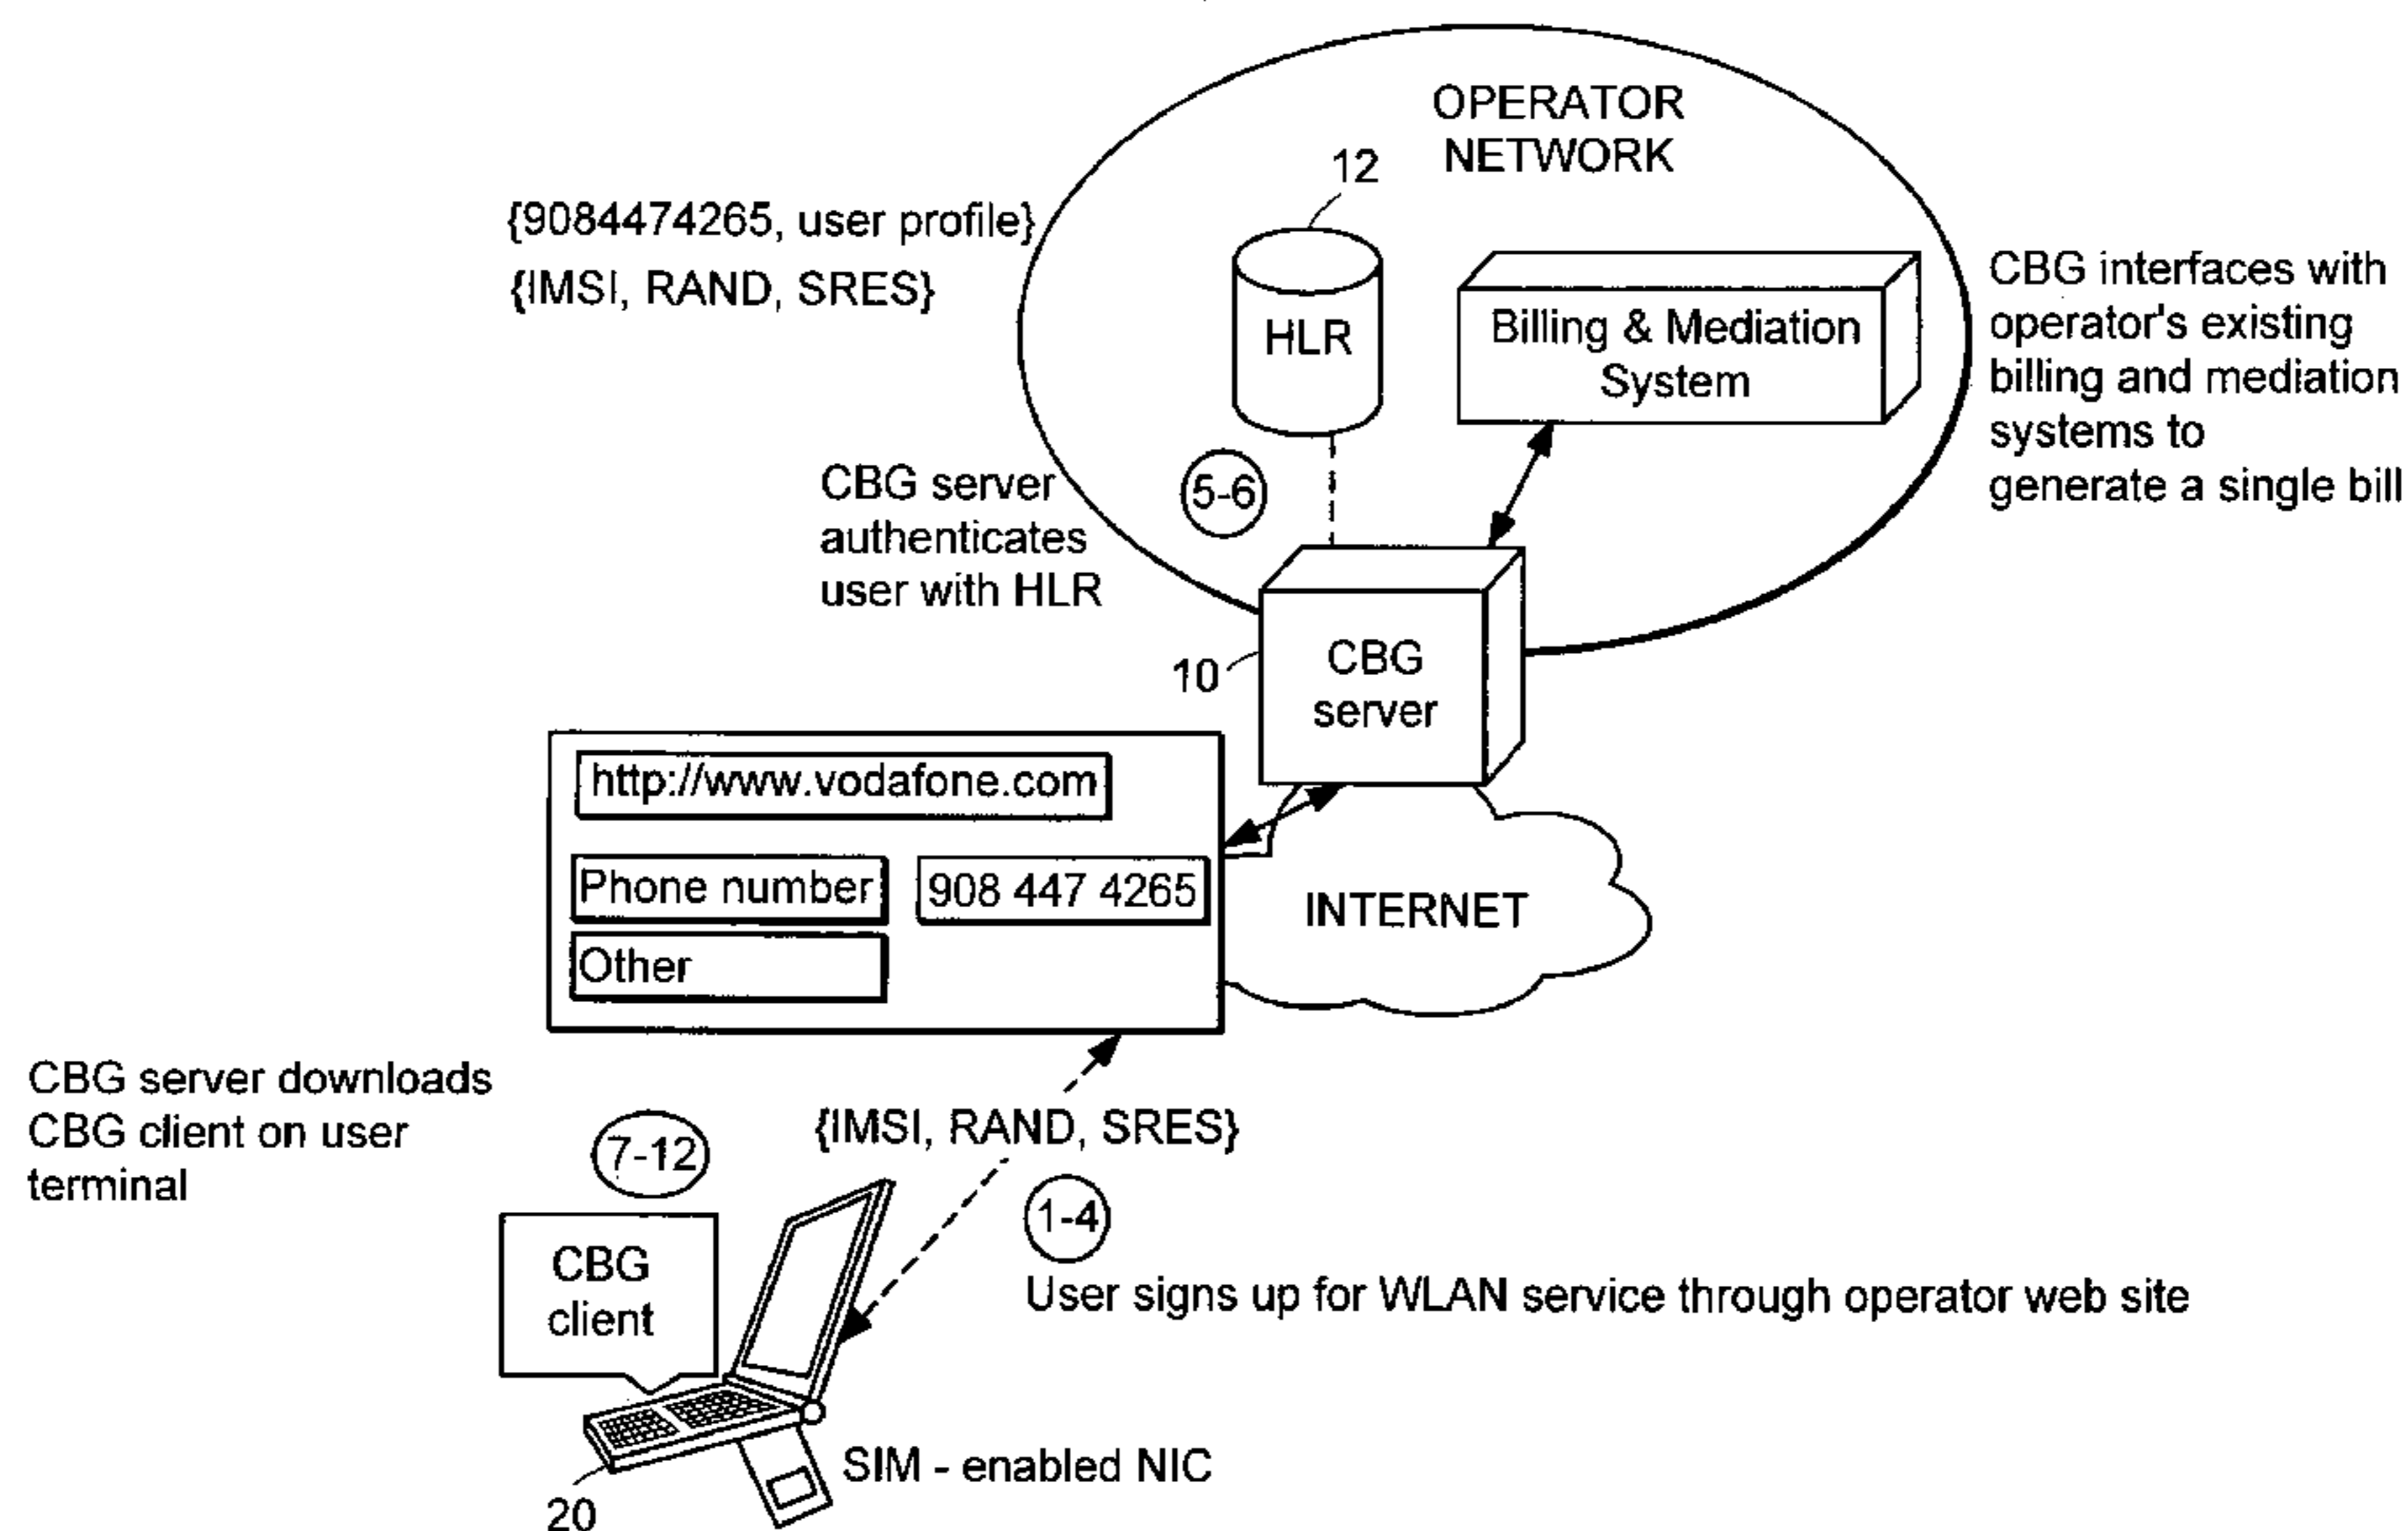 OPERATOR
NETWORK
12
{9084474265, user profile}
{IMSI, RAND, SRES}
HLR
Billing & Mediation
System
CBG interfaces with
operator's existing
billing and mediation
systems to
generate a single bill
CBG server
authenticates
user with HLR
5-6
10
CBG
server
http://www.vodafone.com
Phone number
908 447 4265
Other
INTERNET
CBG server downloads
CBG client on user
terminal
7-12
{IMSI, RAND, SRES}
1-4
User signs up for WLAN service through operator web site
CBG
client
SIM - enabled NIC
20